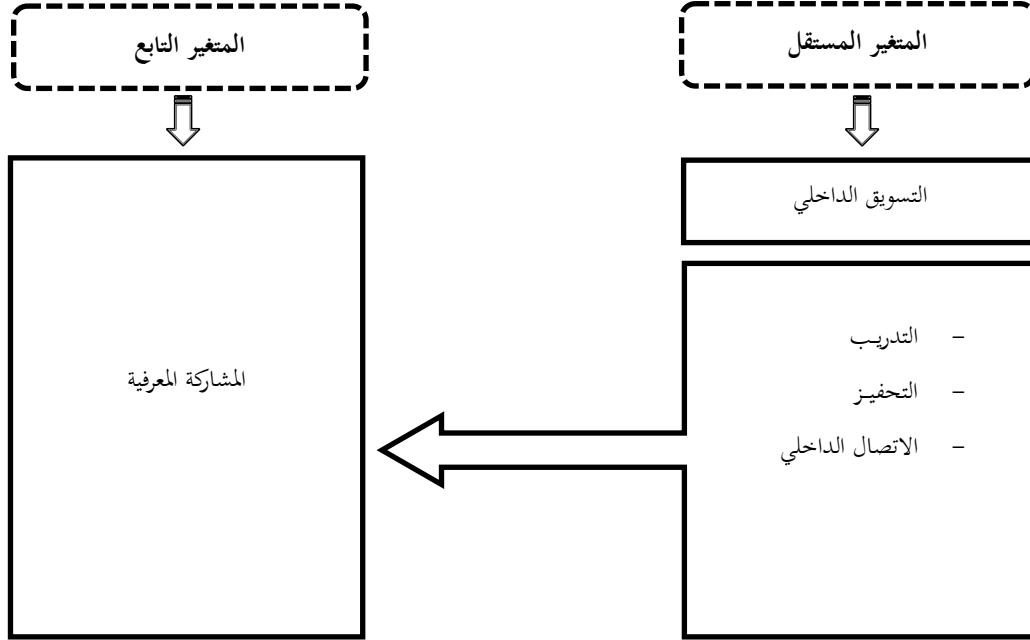 المتغير المستقل
المتغير التابع
التسويق الداخلي
- التدريب
- التحفيز
- الاتصال الداخلي
المشاركة المعرفية